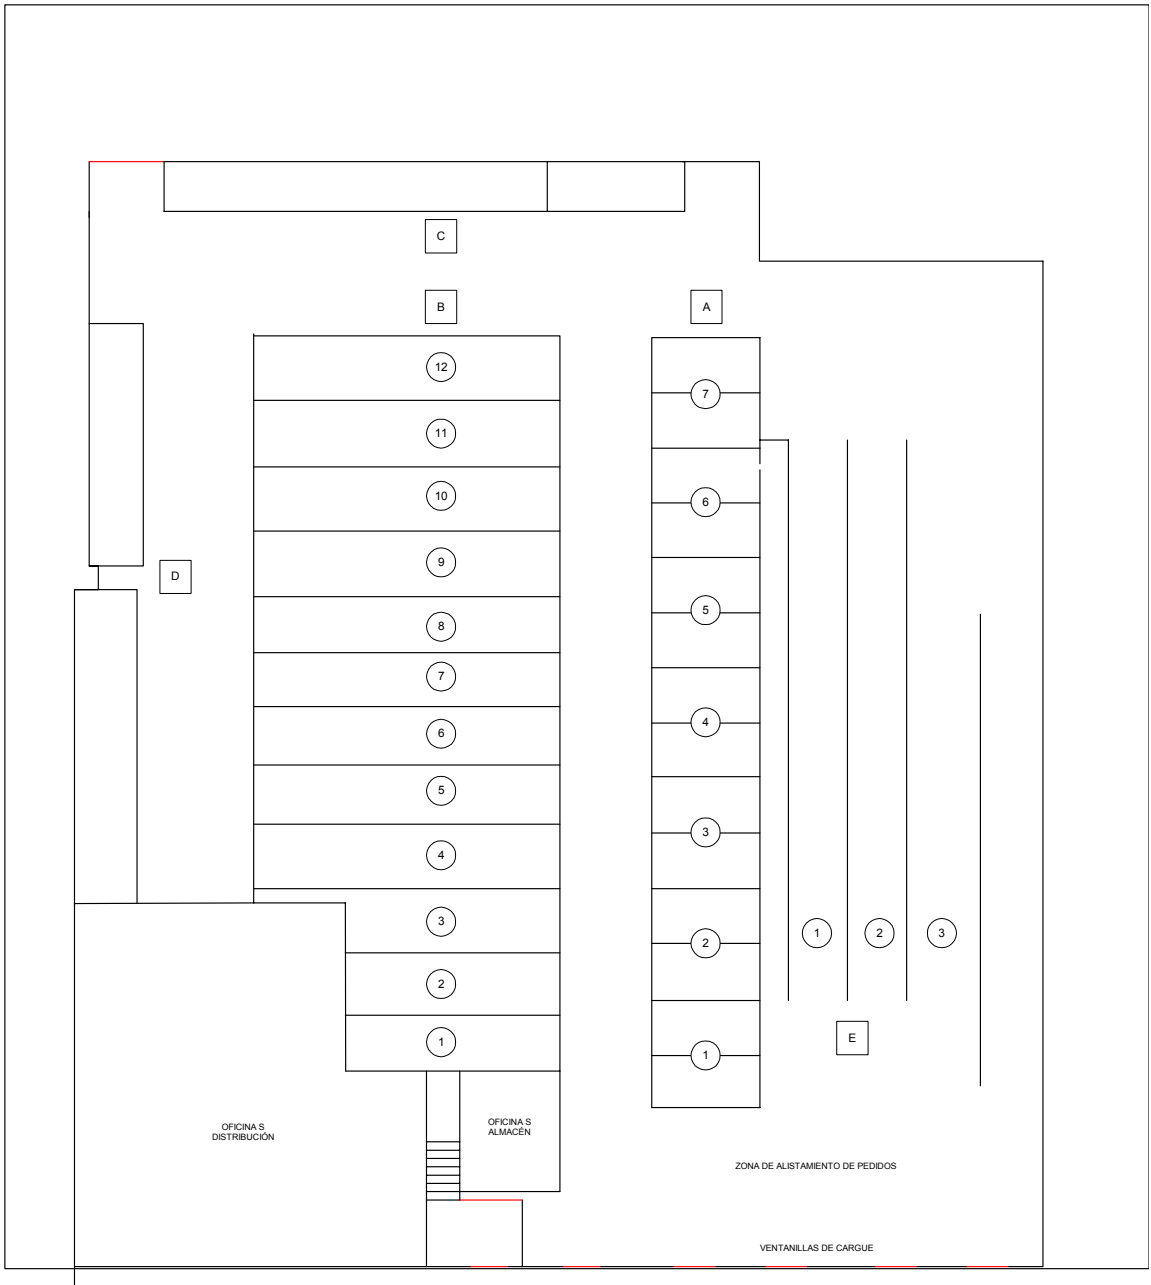 C
B
A
12
7
11
10
6
9
D
5
8
7
4
6
5
3
4
3
1
2
3
2
2
E
1
1
OFICINA S
DISTRIBUCIÓN
OFICINA S
ALMACÉN
ZONA DE ALISTAMIENTO DE PEDIDOS
VENTANILLAS DE CARGUE